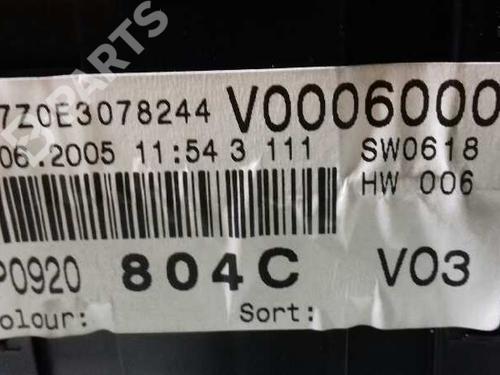 B-PARTS
7Z0E3078244 V0006000
06.2005 11:54 3 111 SW0618
HW 006
P0920 804C V03
olour: Sort: